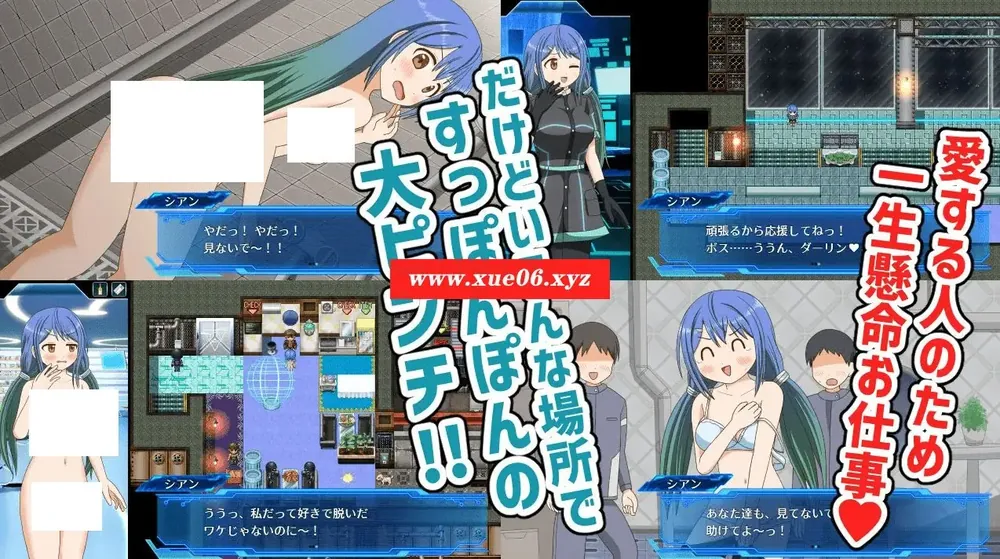 シアン
やだっ！ やだっ！
見ないで～！！
だけどい
んな場所で
すっぽんぽんの
大ピンチ!!
シアン
頑張るから応援してねっ！
ボス……ううん、ダーリン♥
愛する人のため
一生懸命お仕事♥
www.xue06.xyz
CHECK
シアン
ううっ、私だって好きで脱いだ
ワケじゃないのに～！
シアン
あなた達も、見てないで
助けてよ～っ！